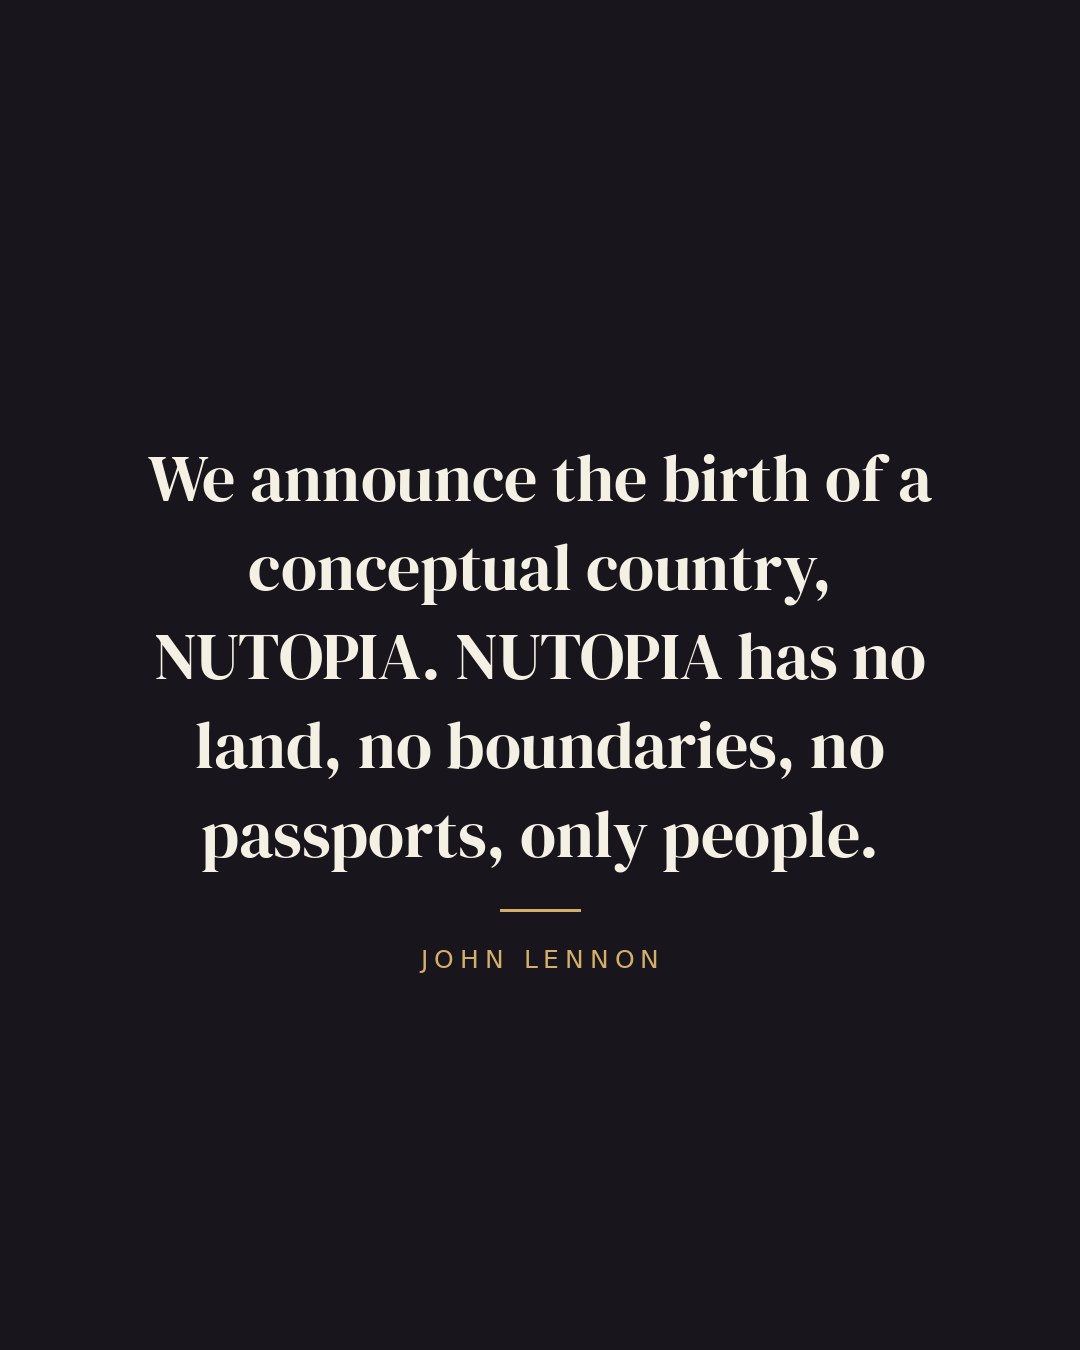 We announce the birth of a
conceptual country,
NUTOPIA. NUTOPIA has no
land, no boundaries, no
passports, only people.
JOHN LENNON